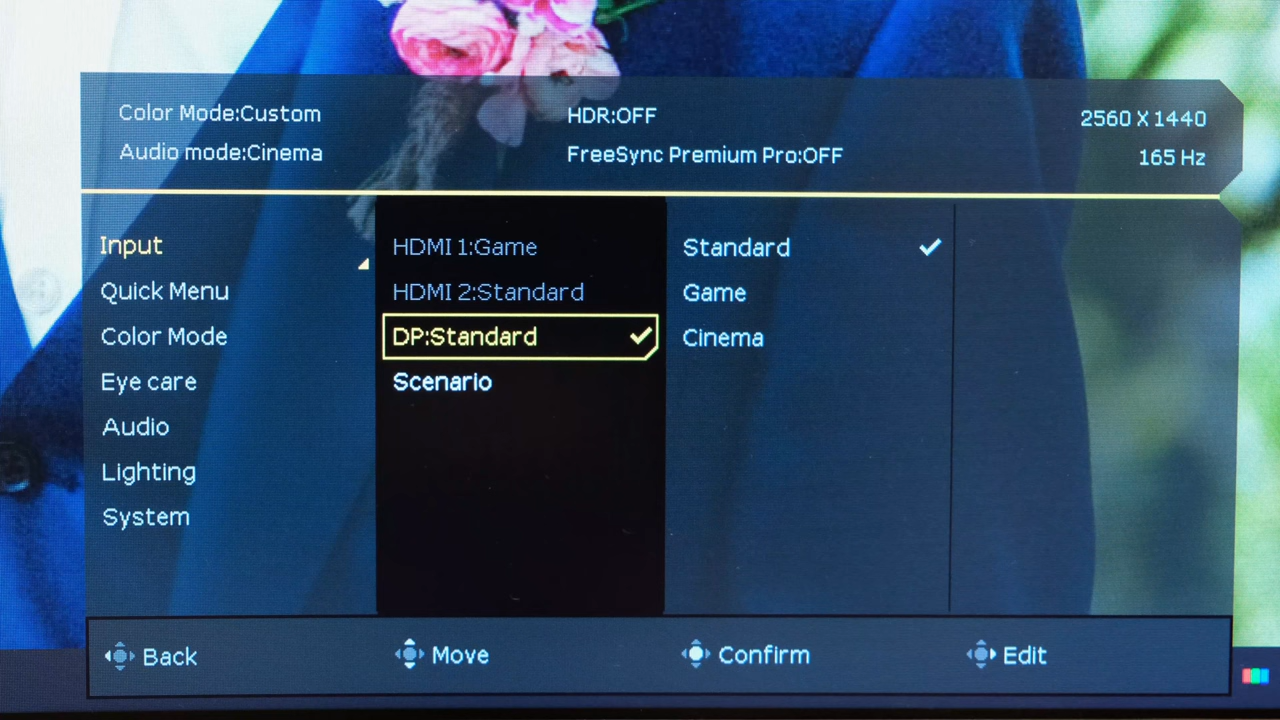 Color Mode:Custom
HDR:OFF
2560 X 1440
Audio mode:Cinema
FreeSync Premium Pro:OFF
165 Hz
Input
HDMI 1:Game
Standard
Quick Menu
HDMI 2:Standard
Game
Color Mode
DP:Standard
Cinema
Eye care
Scenario
Audio
Lighting
System
Back
Move
Confirm
Edit